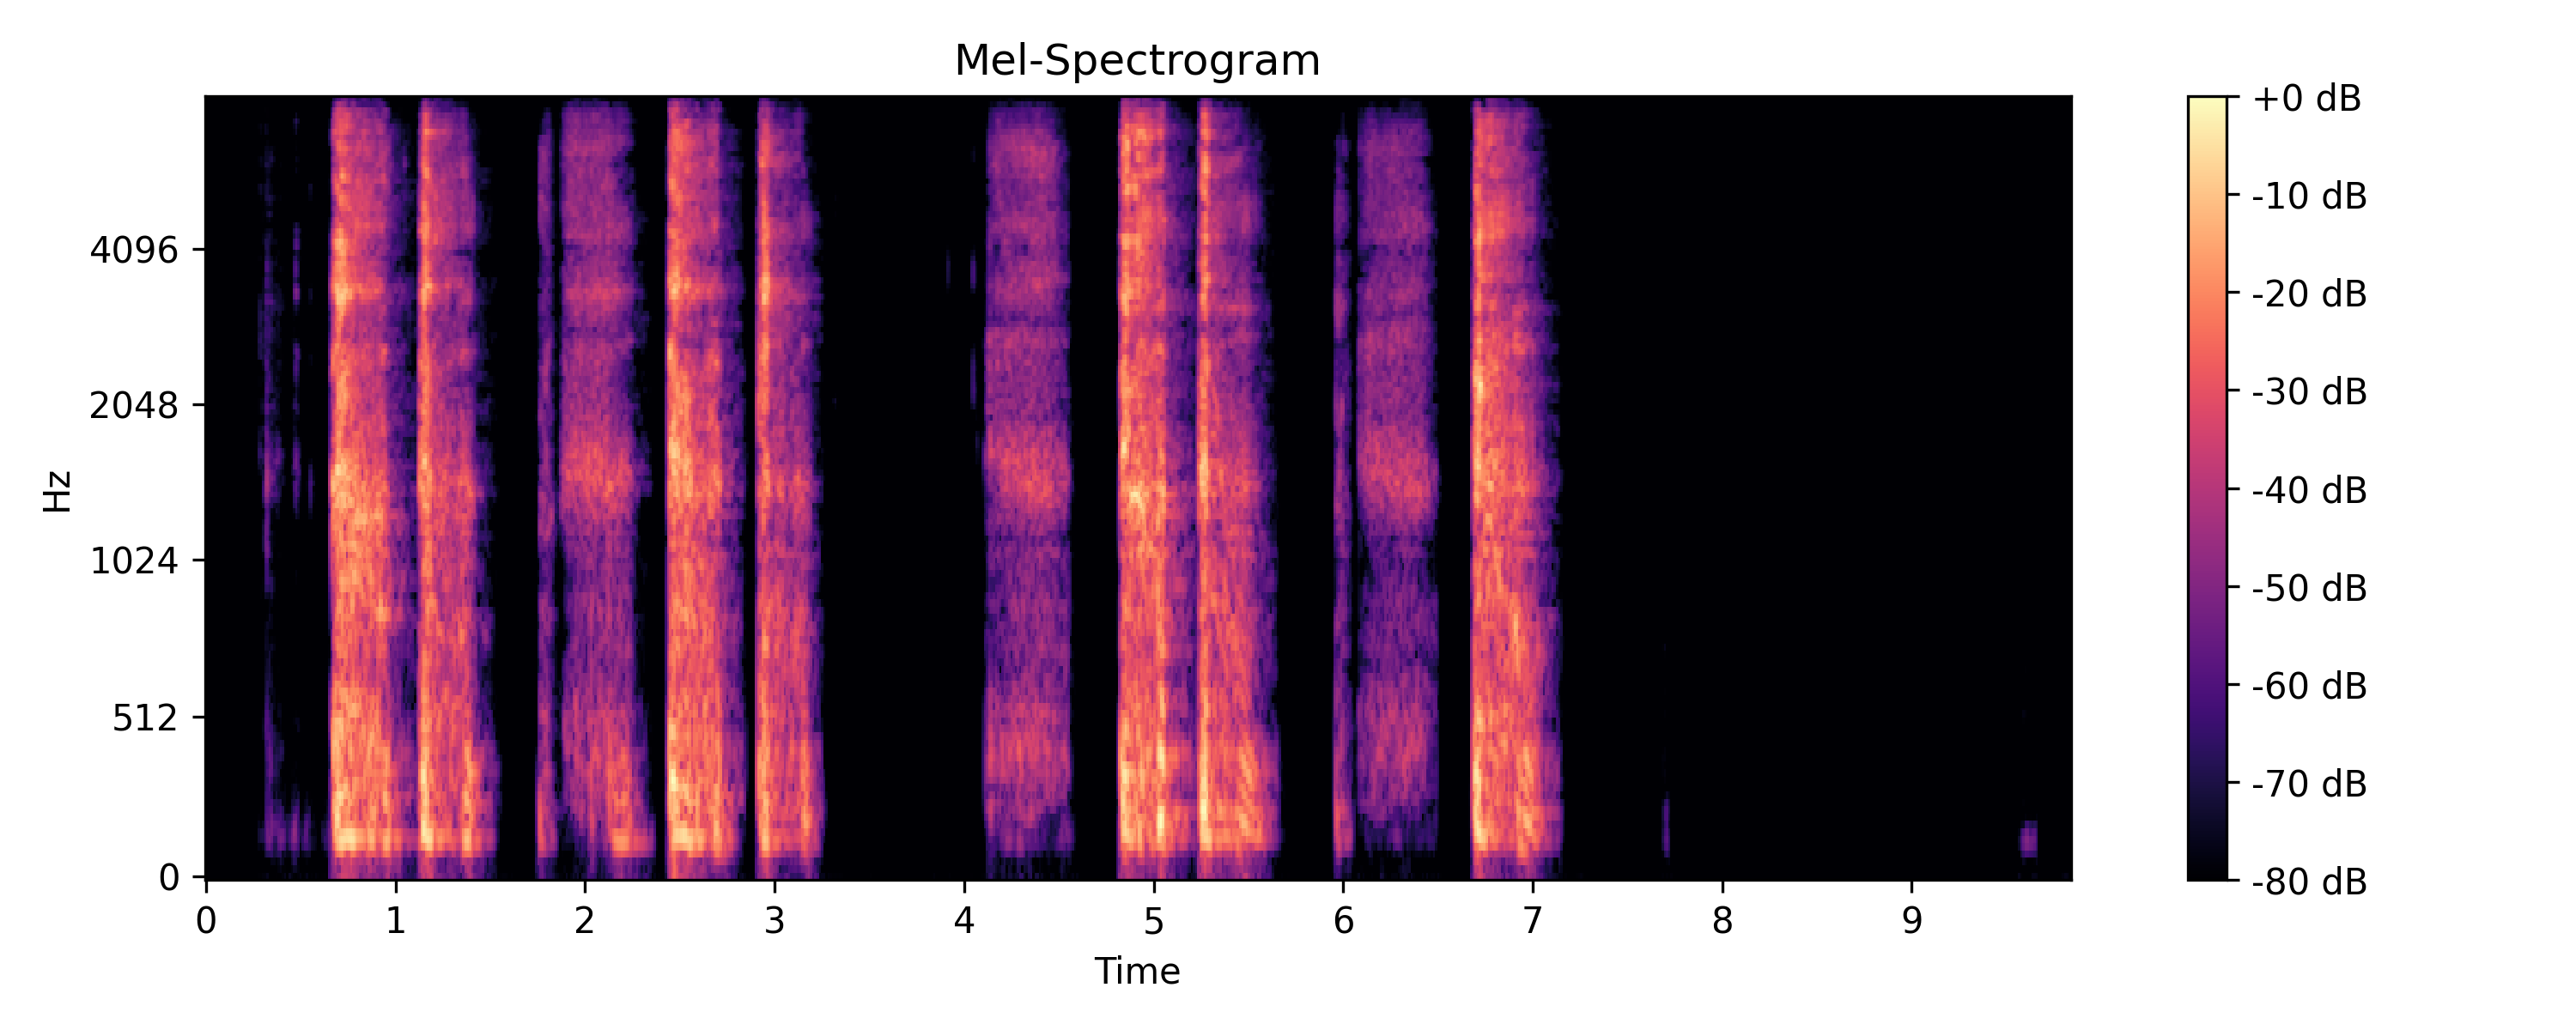 Mel-Spectrogram
+0 dB
-10 dB
-20 dB
-30 dB
-40 dB
-50 dB
-60 dB
-70 dB
-80 dB
Hz
4096
2048
1024
512
0
0 1 2 3 4 5 6 7 8 9
Time